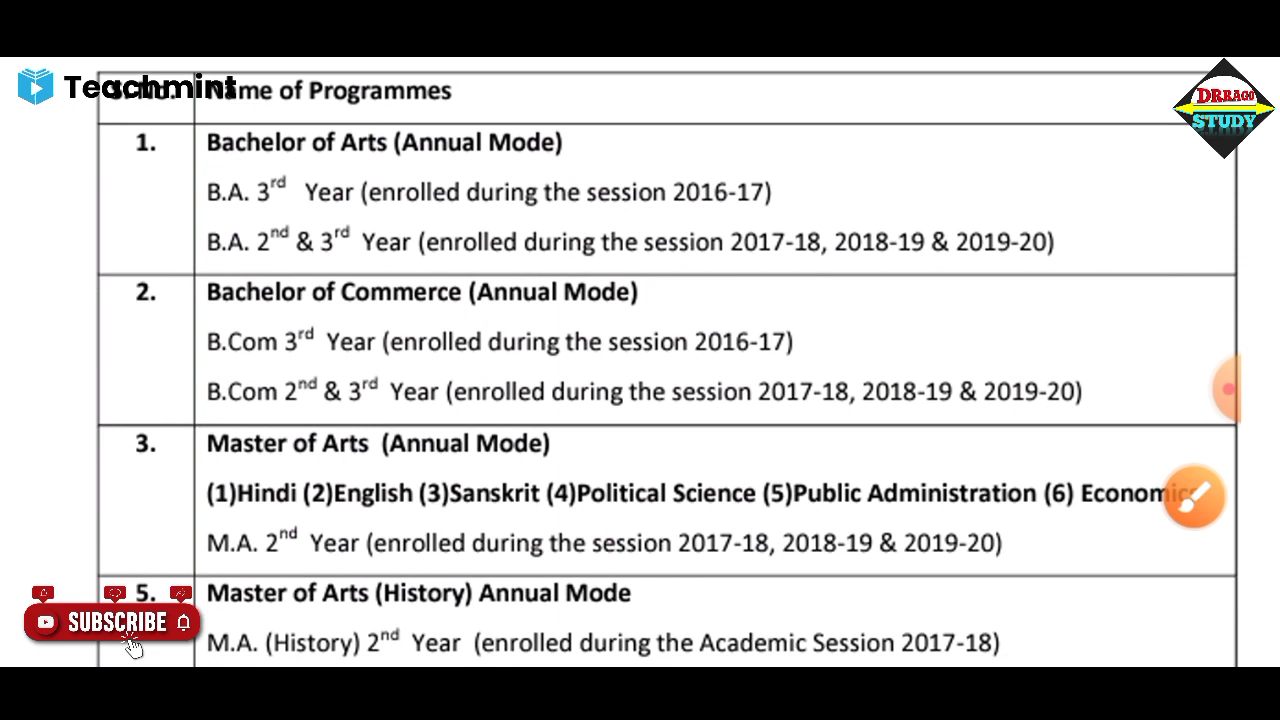 Teachmint
No. Name of Programmes
DRRAGO
STUDY
1. Bachelor of Arts (Annual Mode)
B.A. 3rd Year (enrolled during the session 2016-17)
B.A. 2nd & 3rd Year (enrolled during the session 2017-18, 2018-19 & 2019-20)
2. Bachelor of Commerce (Annual Mode)
B.Com 3rd Year (enrolled during the session 2016-17)
B.Com 2nd & 3rd Year (enrolled during the session 2017-18, 2018-19 & 2019-20)
3. Master of Arts (Annual Mode)
(1)Hindi (2)English (3)Sanskrit (4)Political Science (5)Public Administration (6) Economics
M.A. 2nd Year (enrolled during the session 2017-18, 2018-19 & 2019-20)
5. Master of Arts (History) Annual Mode
SUBSCRIBE
M.A. (History) 2nd Year (enrolled during the Academic Session 2017-18)